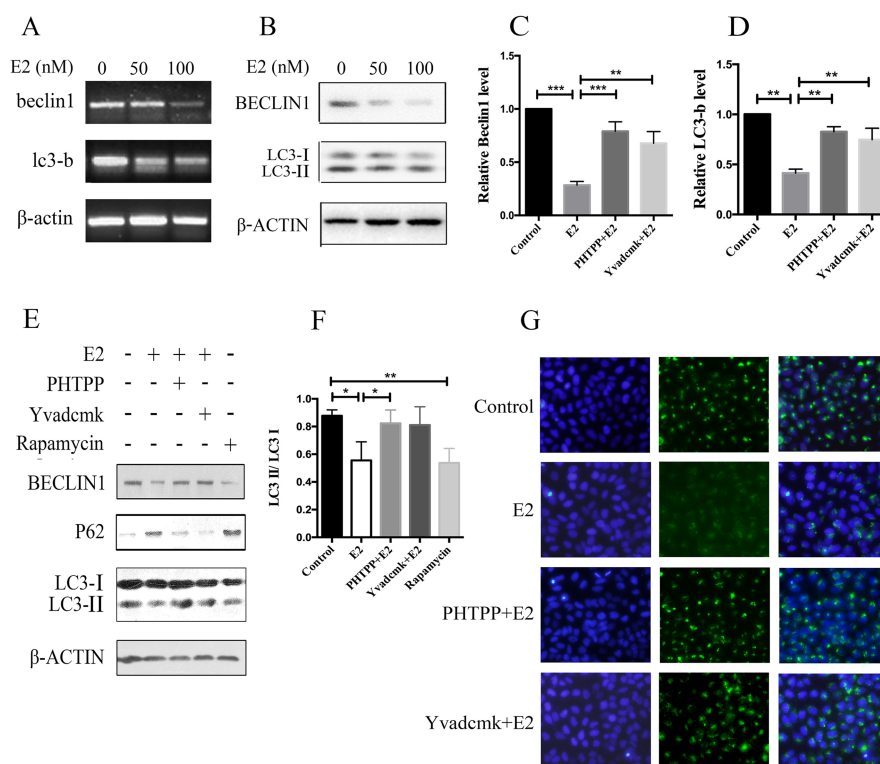 A
E2 (nM) 0 50 100
beclin1
lc3-b
β-actin
B
E2 (nM) 0 50 100
BECLIN1
LC3-I
LC3-II
β-ACTIN
C
Relative Beclin1 level
1.5
1.0
0.5
0.0
*** *** **
Control E2 PHTPP+E2 Yvadcmk+E2
D
Relative LC3-b level
1.5
1.0
0.5
0.0
** ** **
Control E2 PHTPP+E2 Yvadcmk+E2
E
E2 - + + + -
PHTPP - - + - -
Yvadcmk - - - + -
Rapamycin - - - - +
BECLIN1
P62
LC3-I
LC3-II
β-ACTIN
F
LC3 II/ LC3 I
1.0
0.8
0.6
0.4
0.2
0.0
* * **
Control E2 PHTPP+E2 Yvadcmk+E2 Rapamycin
G
Control
E2
PHTPP+E2
Yvadcmk+E2